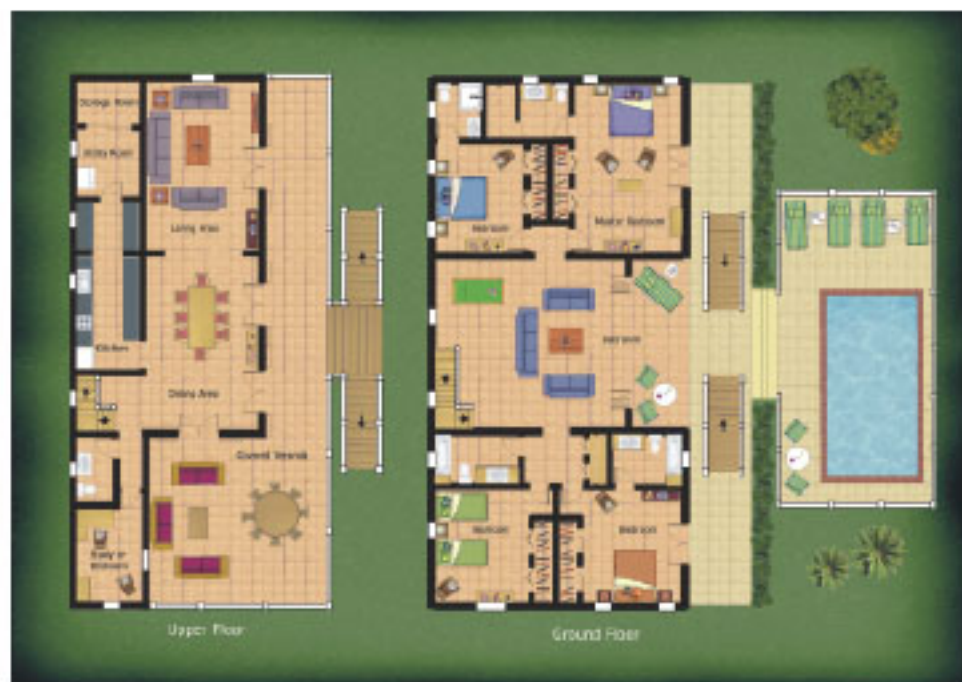 Storage Room
Utility Room
Living Area
Kitchen
Dining Area
Covered Veranda
Study or
Bedroom
Upper Floor
Bedroom
Master Bedroom
Bedroom
Bedroom
Ground Floor